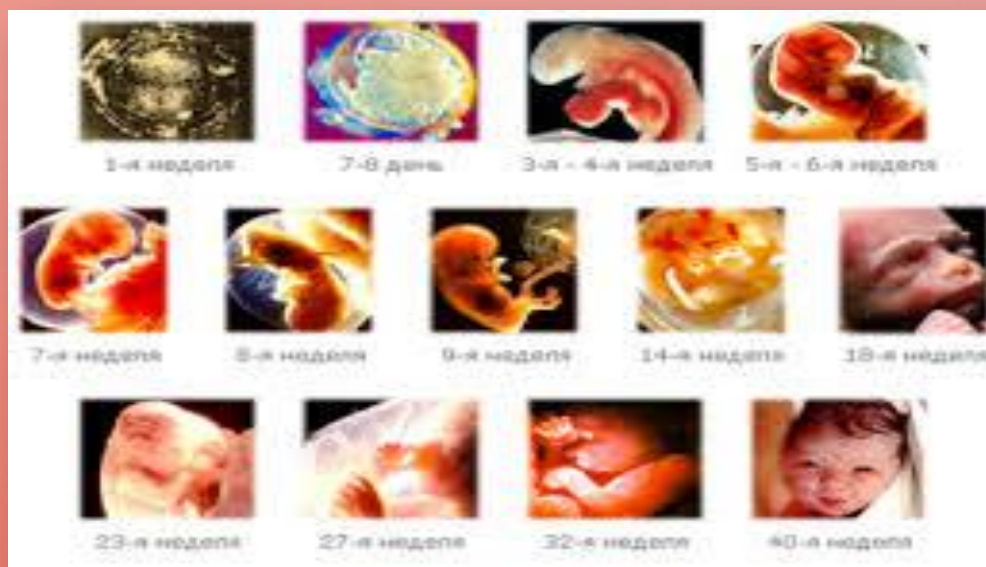 1-я неделя 7-8 день 3-я - 4-я неделя 5-я - 6-я неделя
7-я неделя 8-я неделя 9-я неделя 14-я неделя 18-я неделя
23-я неделя 27-я неделя 32-я неделя 40-я неделя